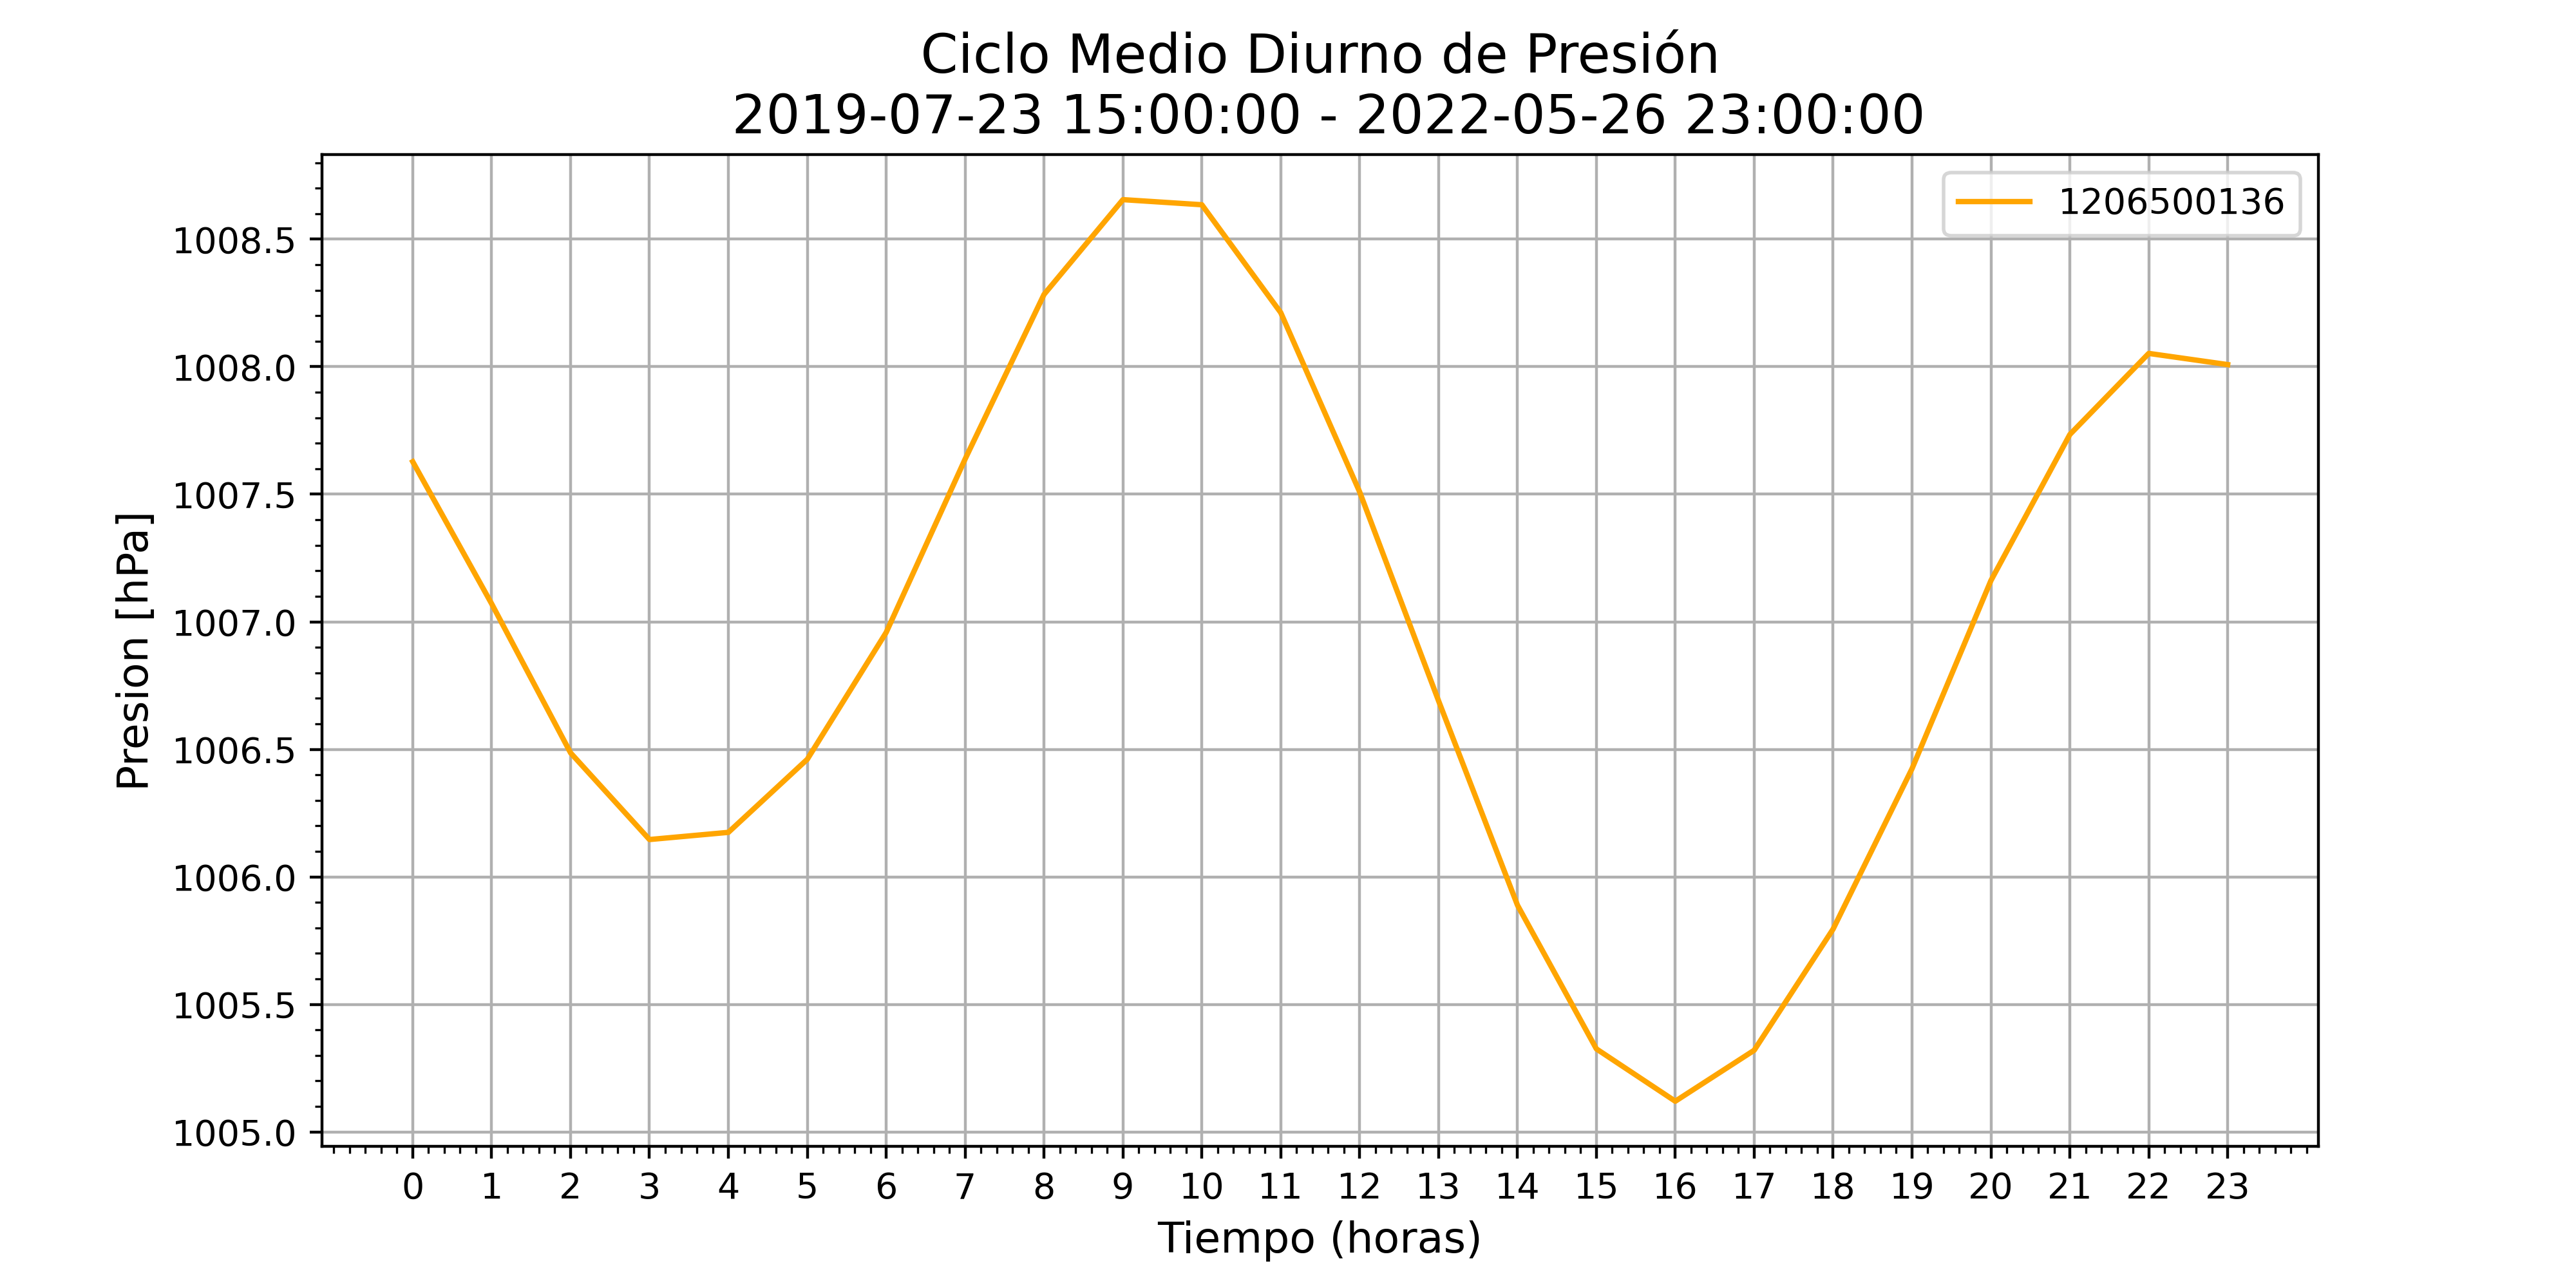 Ciclo Medio Diurno de Presión
2019-07-23 15:00:00 - 2022-05-26 23:00:00
1206500136
Presion [hPa]
1008.5
1008.0
1007.5
1007.0
1006.5
1006.0
1005.5
1005.0
0 1 2 3 4 5 6 7 8 9 10 11 12 13 14 15 16 17 18 19 20 21 22 23
Tiempo (horas)